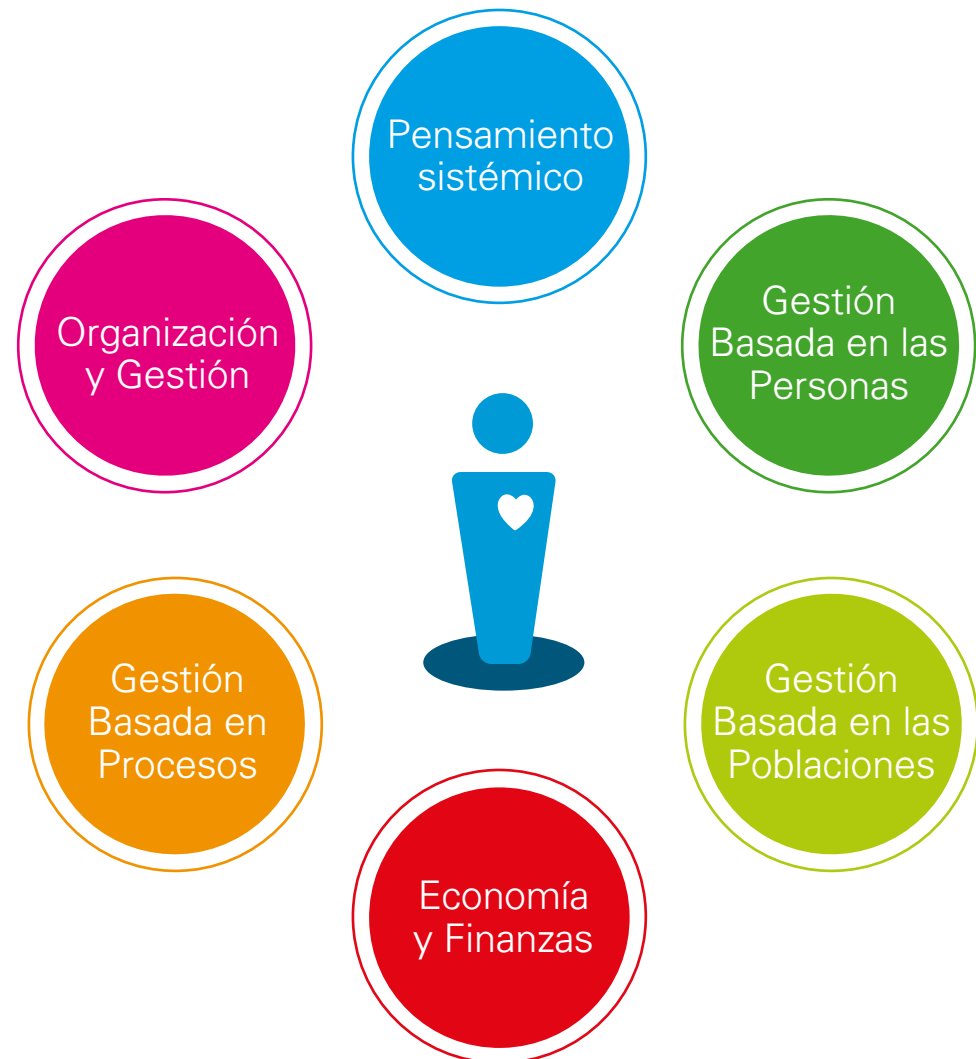 Pensamiento
sistémico
Gestión
Basada en las
Personas
Gestión
Basada en las
Poblaciones
Economía
y Finanzas
Gestión
Basada en
Procesos
Organización
y Gestión